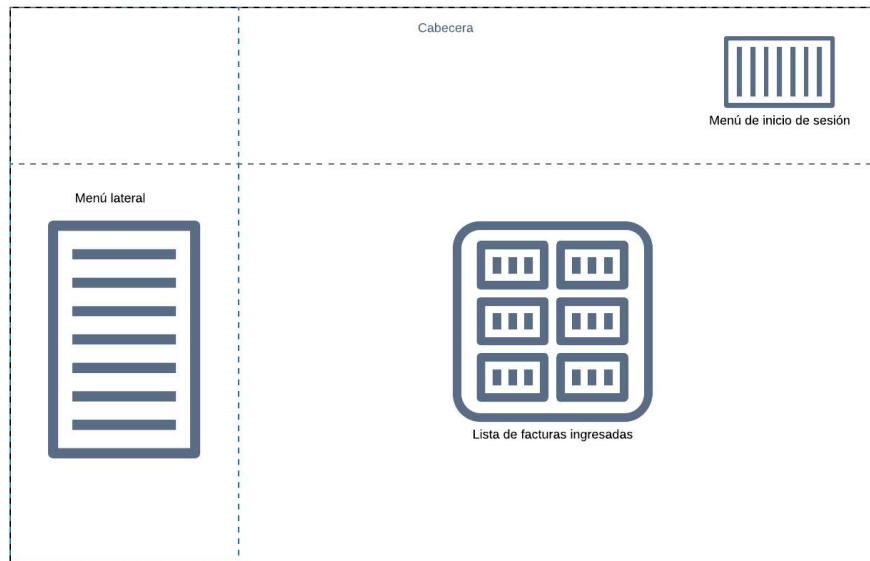 Cabecera
Menú de inicio de sesión
Menú lateral
Lista de facturas ingresadas